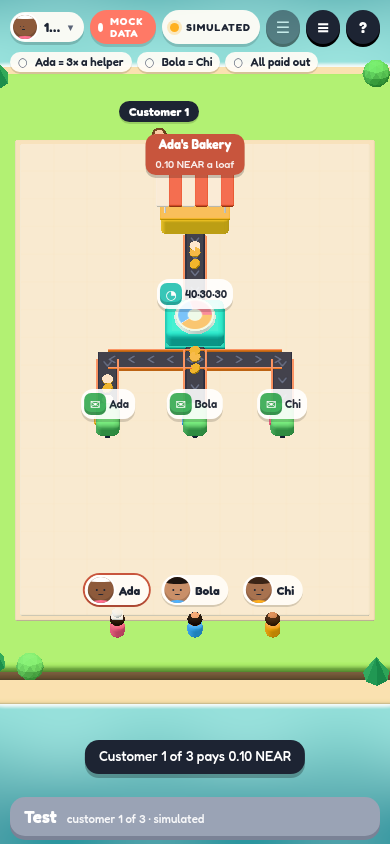 1... ▾
MOCK DATA
SIMULATED
?
Ada = 3x a helper
Bola = Chi
All paid out
Customer 1
Ada's Bakery
0.10 NEAR a loaf
40-30-30
Ada
Bola
Chi
Ada
Bola
Chi
Customer 1 of 3 pays 0.10 NEAR
Test customer 1 of 3 · simulated